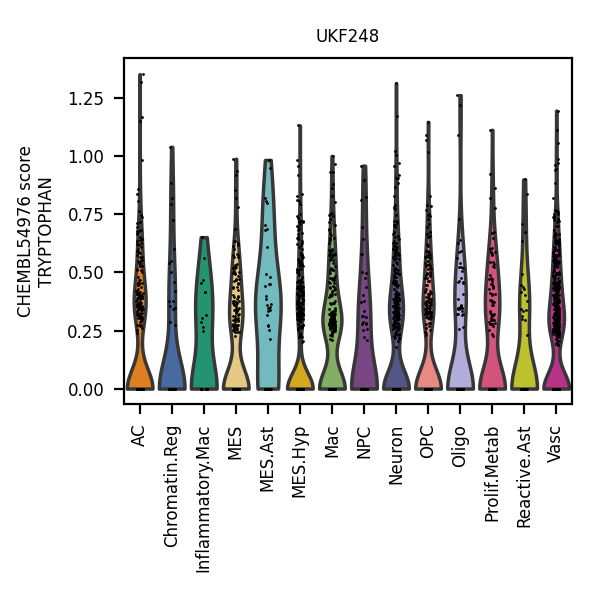 UKF248
CHEMBL54976 score
TRYPTOPHAN
1.25
1.00
0.75
0.50
0.25
0.00
AC
Chromatin.Reg
Inflammatory.Mac
MES
MES.Ast
MES.Hyp
Mac
NPC
Neuron
OPC
Oligo
Prolif.Metab
Reactive.Ast
Vasc